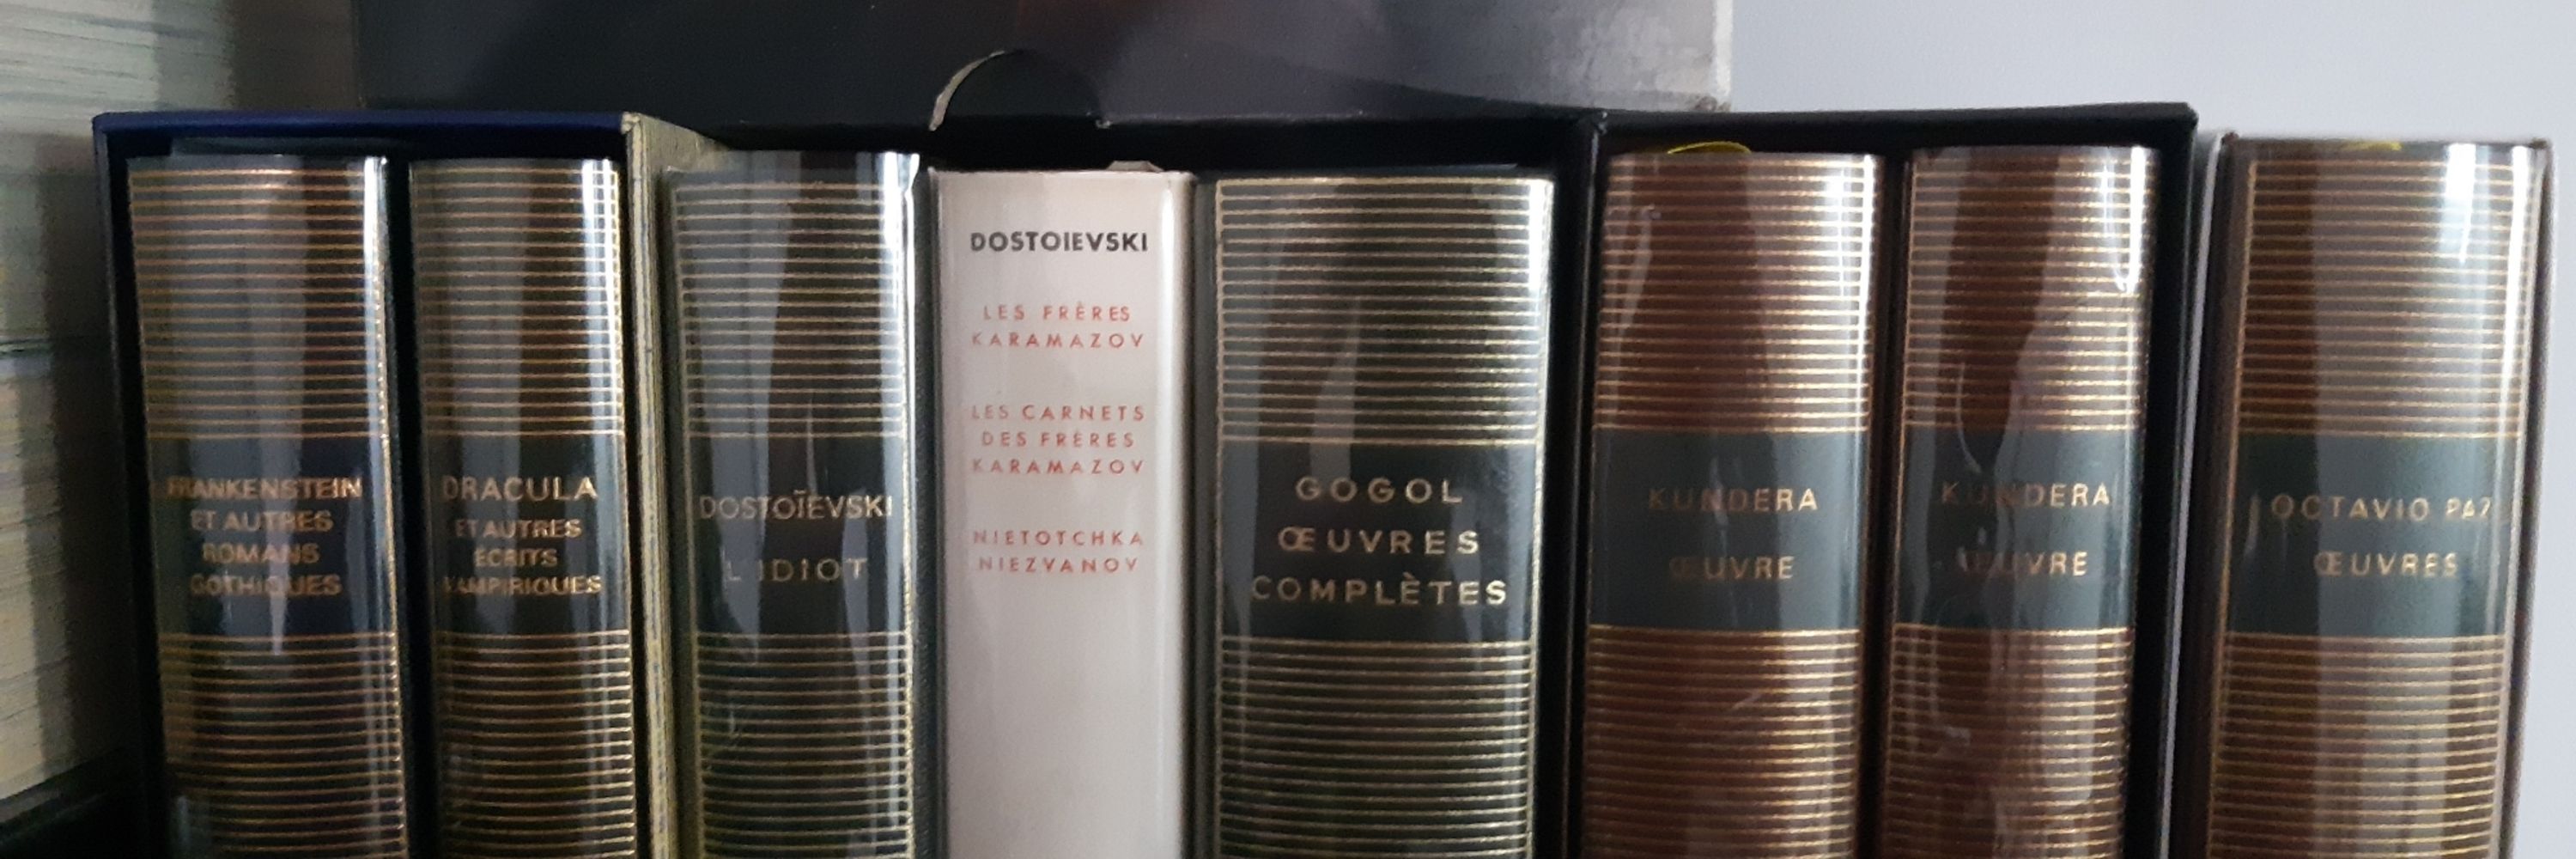 FRANKENSTEIN
ET AUTRES
ROMANS
GOTHIQUES
DRACULA
ET AUTRES
ÉCRITS
VAMPIRIQUES
DOSTOÏEVSKI
L'IDIOT
DOSTOIEVSKI
LES FRÈRES
KARAMAZOV
LES CARNETS
DES FRÈRES
KARAMAZOV
NIETOTCHKA
NIEZVANOV
GOGOL
ŒUVRES
COMPLÈTES
KUNDERA
ŒUVRE
KUNDERA
ŒUVRE
OCTAVIO PAZ
ŒUVRES